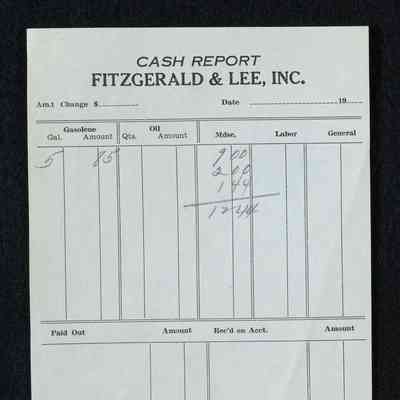 CASH REPORT
FITZGERALD & LEE, INC.
Am.t Change $ Date 19
Gasolene Oil Mdse. Labor General
Gal. Amount Qts. Amount
5 85 9 00
2 00
1 44
12 44
Paid Out Amount Rec'd on Acct. Amount